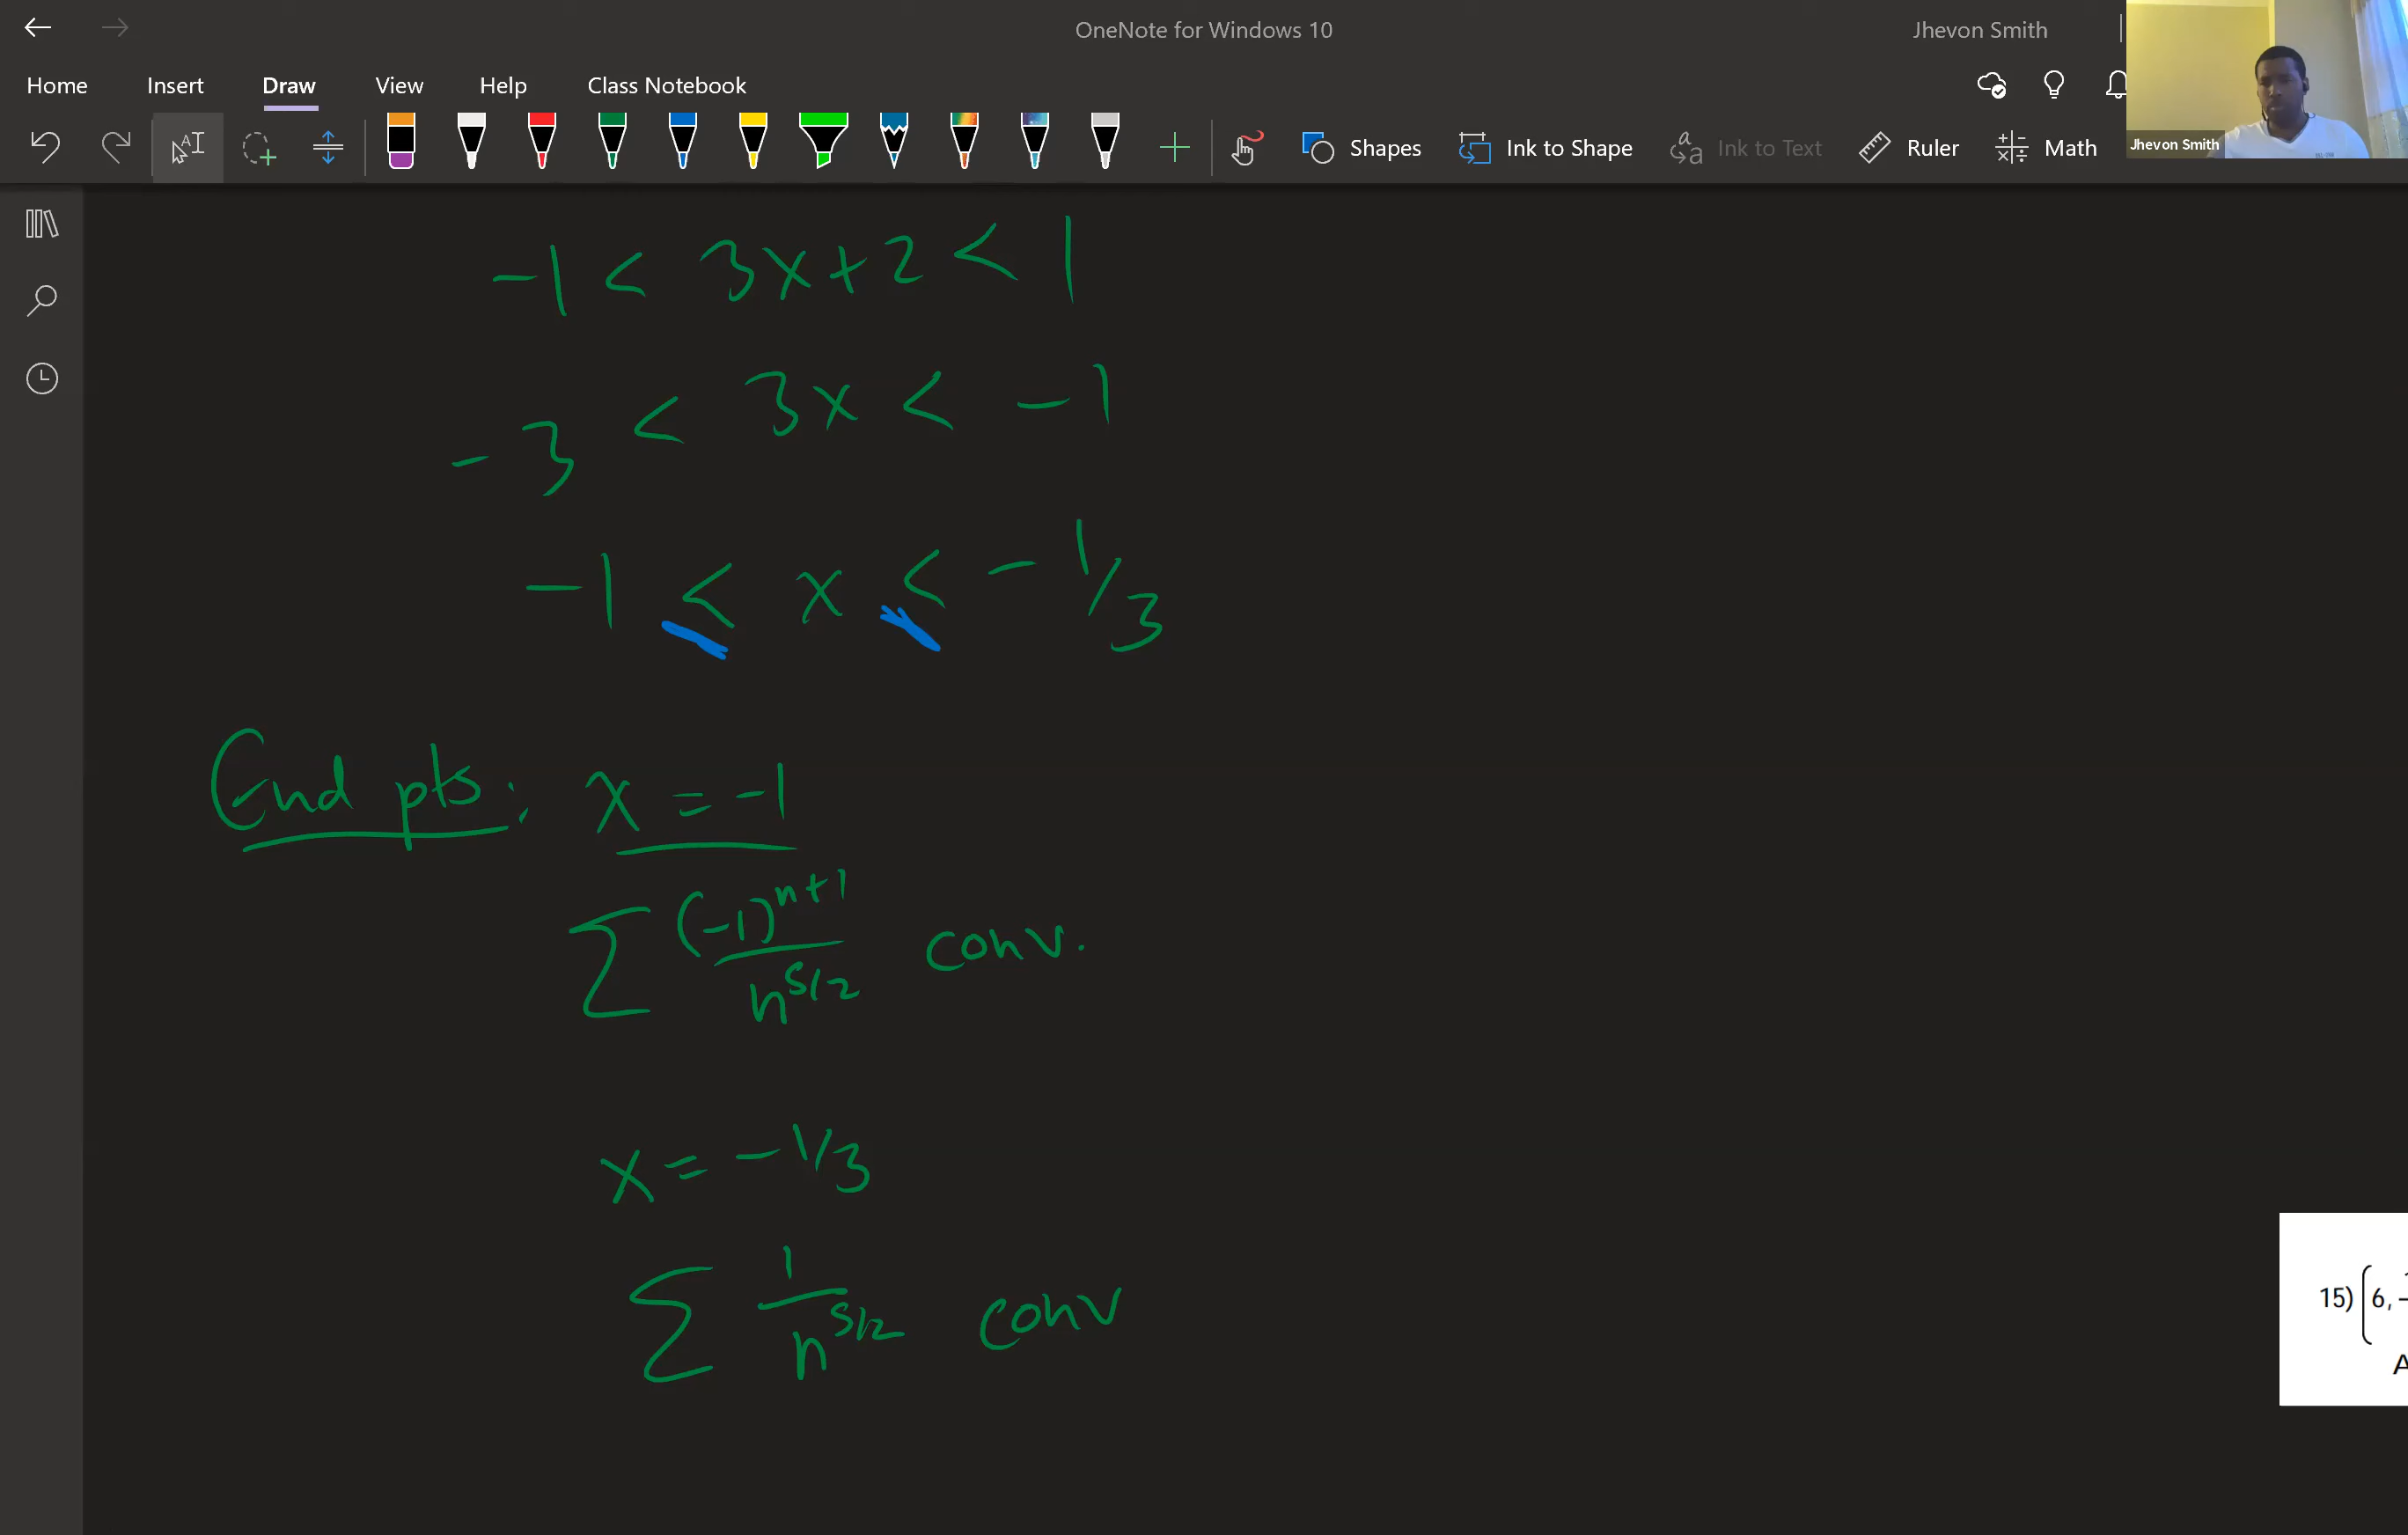 OneNote for Windows 10
Jhevon Smith
Home Insert Draw View Help Class Notebook
Shapes Ink to Shape Ink to Text Ruler Math
Jhevon Smith
-1 < 3x+2 < 1
-3 < 3x < -1
-1 ≤ x ≤ -1/3
End pts: x = -1
∑ (-1)^{n+1} / n^{5/2} conv.
x = -1/3
∑ 1 / n^{5/2} conv
15) (6,
A